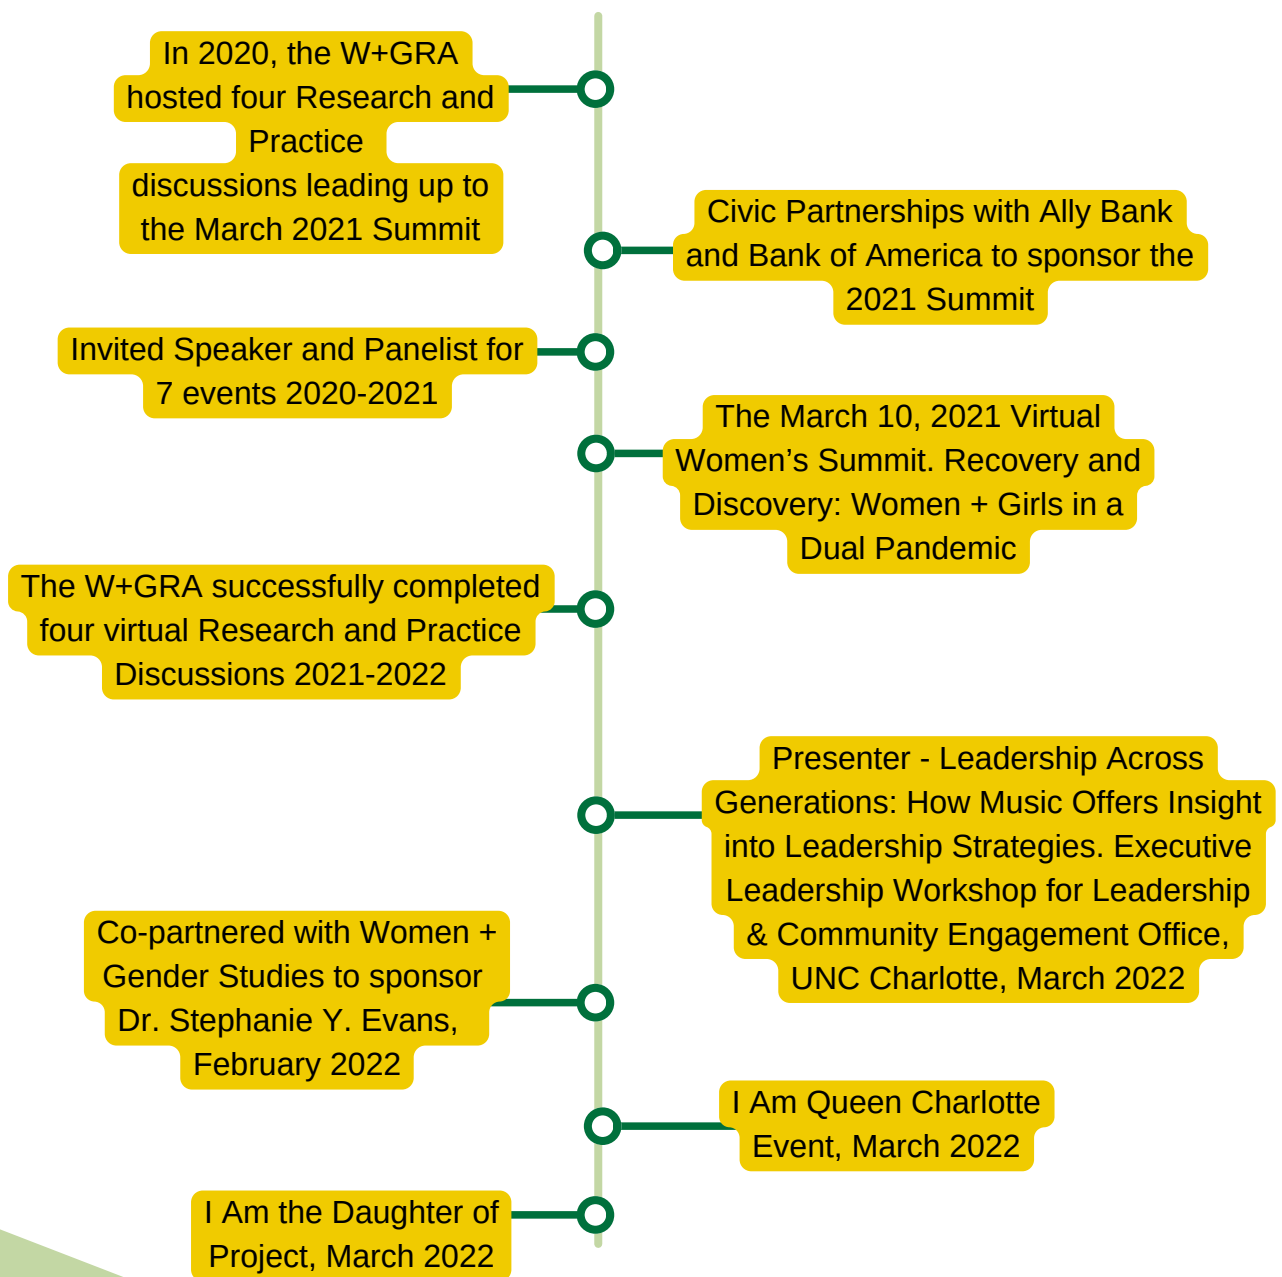 In 2020, the W+GRA
hosted four Research and
Practice
discussions leading up to
the March 2021 Summit
Civic Partnerships with Ally Bank
and Bank of America to sponsor the
2021 Summit
Invited Speaker and Panelist for
7 events 2020-2021
The March 10, 2021 Virtual
Women’s Summit. Recovery and
Discovery: Women + Girls in a
Dual Pandemic
The W+GRA successfully completed
four virtual Research and Practice
Discussions 2021-2022
Presenter - Leadership Across
Generations: How Music Offers Insight
into Leadership Strategies. Executive
Leadership Workshop for Leadership
& Community Engagement Office,
UNC Charlotte, March 2022
Co-partnered with Women +
Gender Studies to sponsor
Dr. Stephanie Y. Evans,
February 2022
I Am Queen Charlotte
Event, March 2022
I Am the Daughter of
Project, March 2022